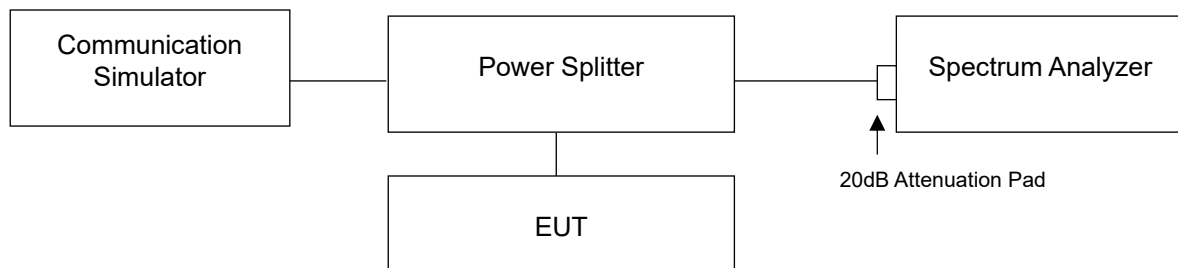 Communication
Simulator
Power Splitter
Spectrum Analyzer
20dB Attenuation Pad
EUT